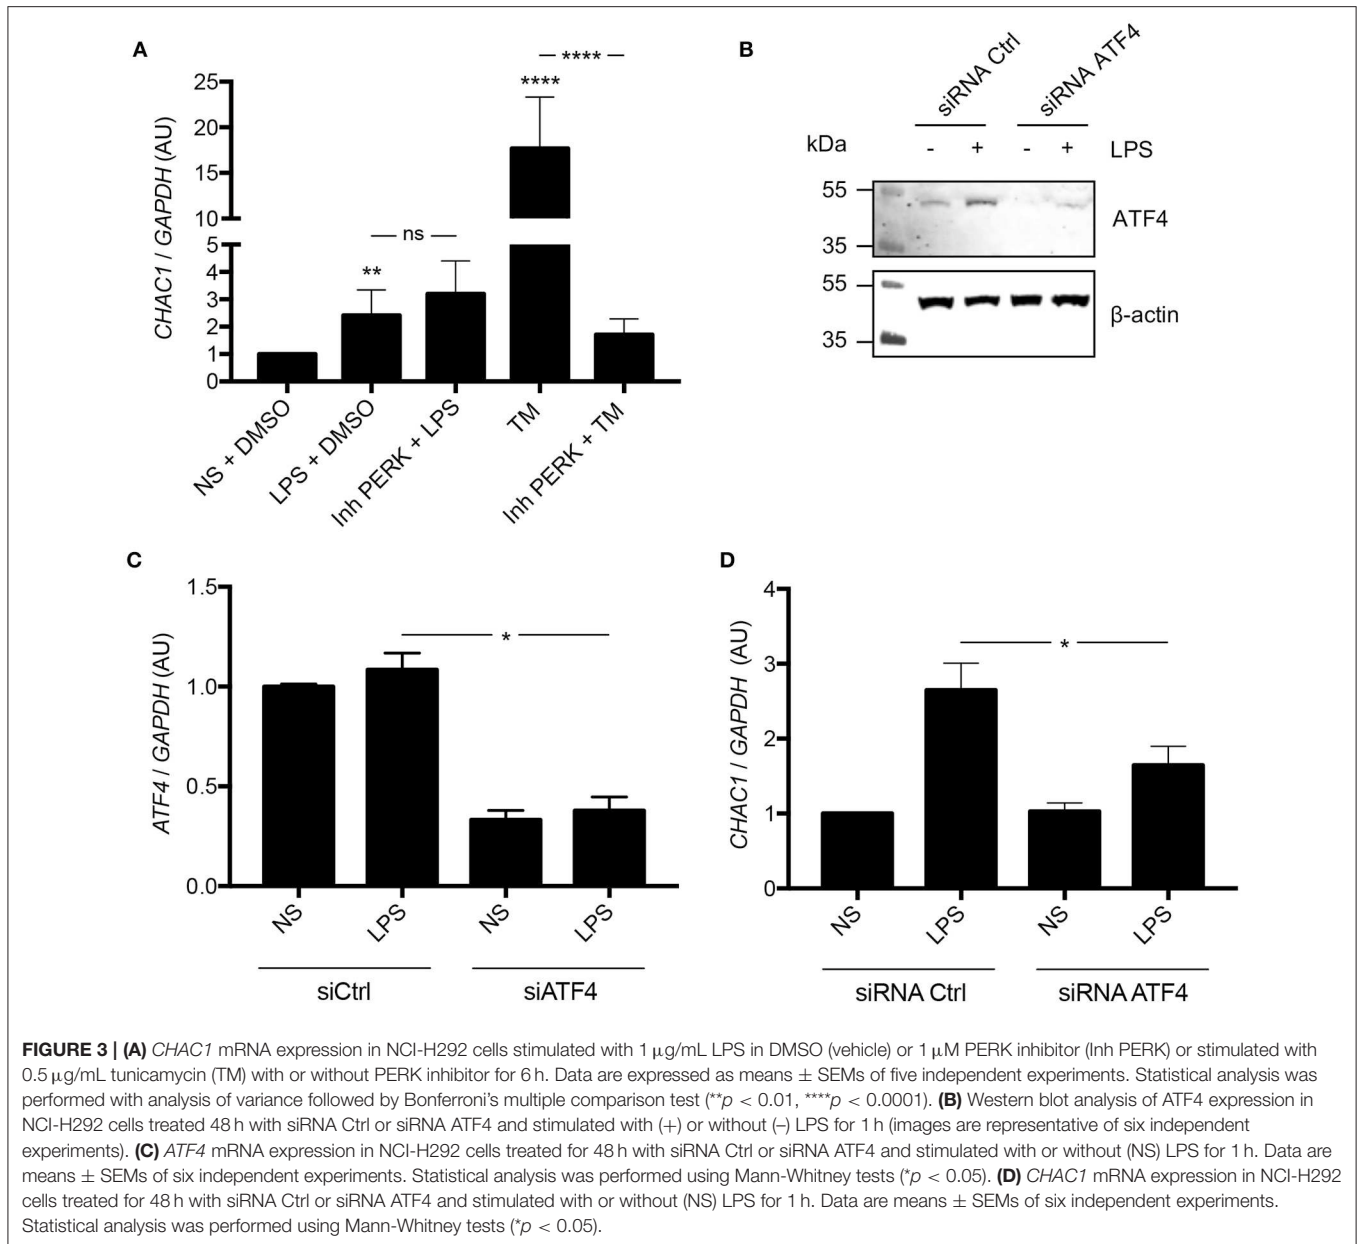 A
CHAC1 / GAPDH (AU)
25
20
15
10
5
4
3
2
1
0
**
ns
****
****
NS + DMSO
LPS + DMSO
Inh PERK + LPS
TM
Inh PERK + TM
B
siRNA Ctrl
siRNA ATF4
kDa
- + - + LPS
55
35
ATF4
55
35
β-actin
C
ATF4 / GAPDH (AU)
1.5
1.0
0.5
0.0
*
NS
LPS
NS
LPS
siCtrl
siATF4
D
CHAC1 / GAPDH (AU)
4
3
2
1
0
*
NS
LPS
NS
LPS
siRNA Ctrl
siRNA ATF4
FIGURE 3 | (A) CHAC1 mRNA expression in NCI-H292 cells stimulated with 1 μg/mL LPS in DMSO (vehicle) or 1 μM PERK inhibitor (Inh PERK) or stimulated with
0.5 μg/mL tunicamycin (TM) with or without PERK inhibitor for 6 h. Data are expressed as means ± SEMs of five independent experiments. Statistical analysis was
performed with analysis of variance followed by Bonferroni's multiple comparison test (**p < 0.01, ****p < 0.0001). (B) Western blot analysis of ATF4 expression in
NCI-H292 cells treated 48 h with siRNA Ctrl or siRNA ATF4 and stimulated with (+) or without (–) LPS for 1 h (images are representative of six independent
experiments). (C) ATF4 mRNA expression in NCI-H292 cells treated for 48 h with siRNA Ctrl or siRNA ATF4 and stimulated with or without (NS) LPS for 1 h. Data are
means ± SEMs of six independent experiments. Statistical analysis was performed using Mann-Whitney tests (*p < 0.05). (D) CHAC1 mRNA expression in NCI-H292
cells treated for 48 h with siRNA Ctrl or siRNA ATF4 and stimulated with or without (NS) LPS for 1 h. Data are means ± SEMs of six independent experiments.
Statistical analysis was performed using Mann-Whitney tests (*p < 0.05).